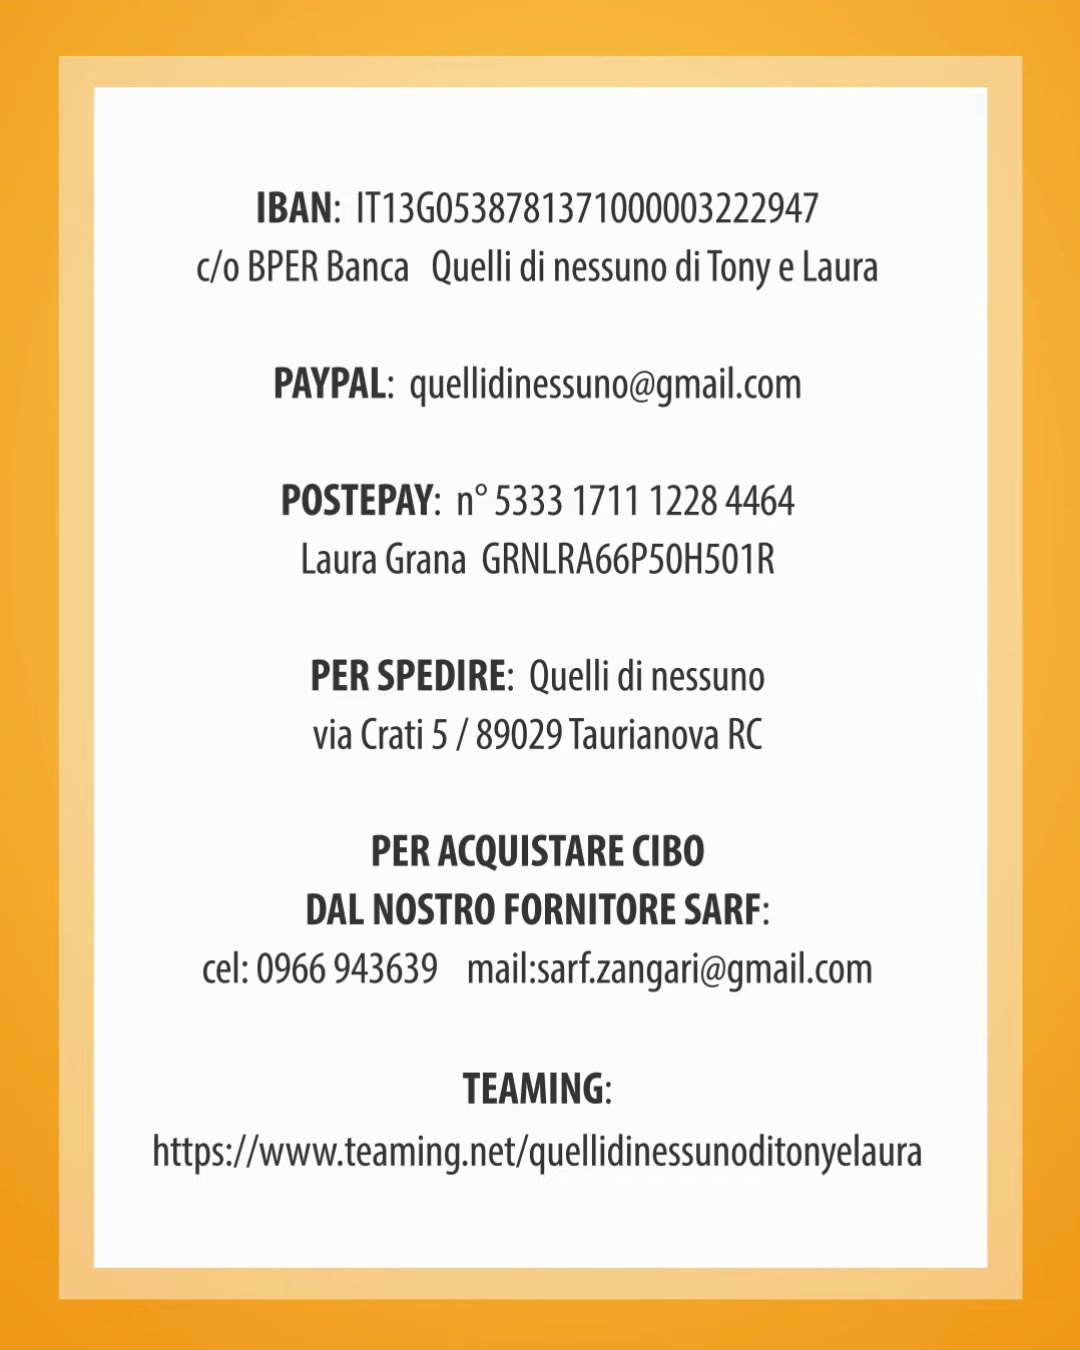 IBAN: IT13G0538781371000003222947
c/o BPER Banca Quelli di nessuno di Tony e Laura
PAYPAL: quellidinessuno@gmail.com
POSTEPAY: n° 5333 1711 1228 4464
Laura Grana GRNLRA66P50H501R
PER SPEDIRE: Quelli di nessuno
via Crati 5 / 89029 Taurianova RC
PER ACQUISTARE CIBO
DAL NOSTRO FORNITORE SARF:
cel: 0966 943639 mail:sarf.zangari@gmail.com
TEAMING:
https://www.teaming.net/quellidinessunoditonyelaura